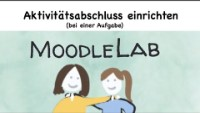 Aktivitätsabschluss einrichten
(bei einer Aufgabe)
MOODLELAB